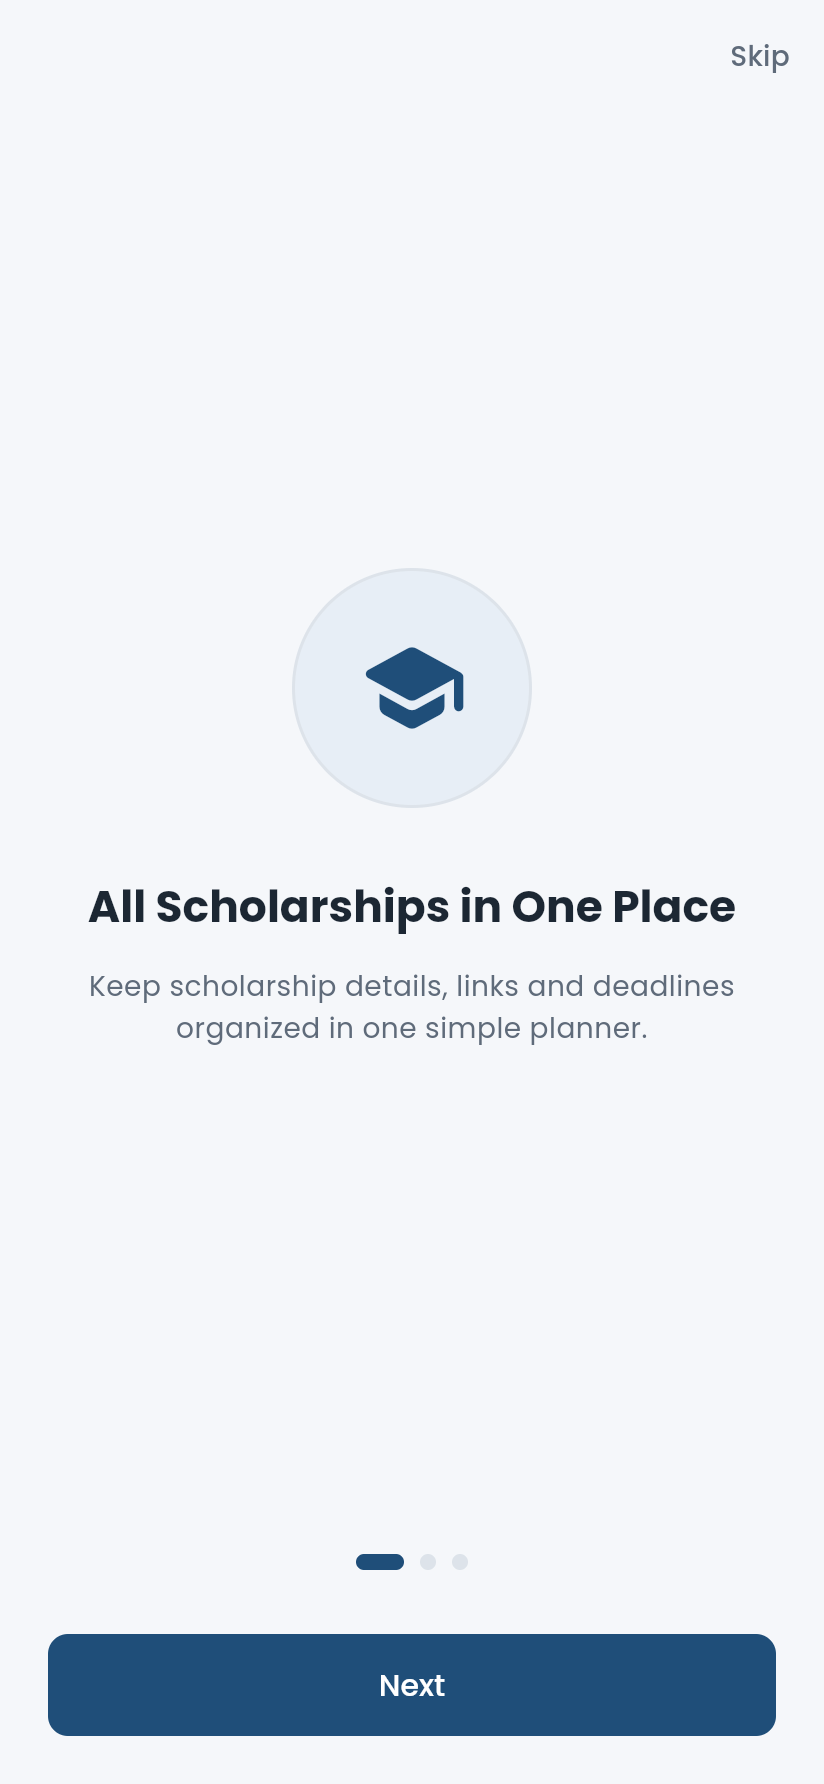 Skip
All Scholarships in One Place
Keep scholarship details, links and deadlines
organized in one simple planner.
Next